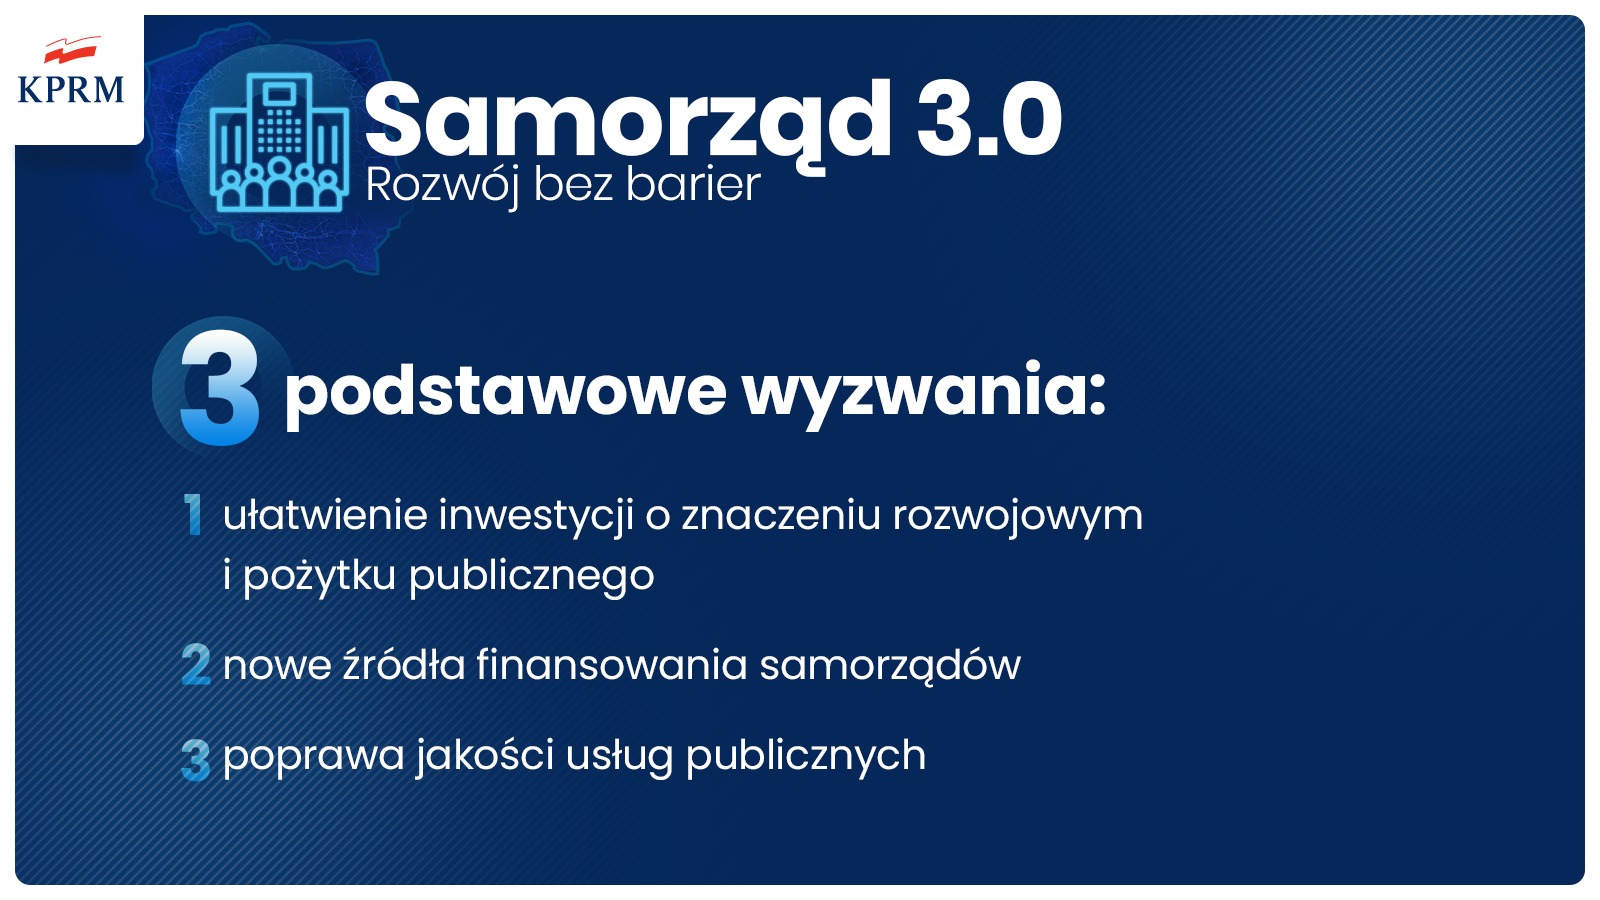 KPRM
Samorząd 3.0
Rozwój bez barier
3 podstawowe wyzwania:
1 ułatwienie inwestycji o znaczeniu rozwojowym
i pożytku publicznego
2 nowe źródła finansowania samorządów
3 poprawa jakości usług publicznych